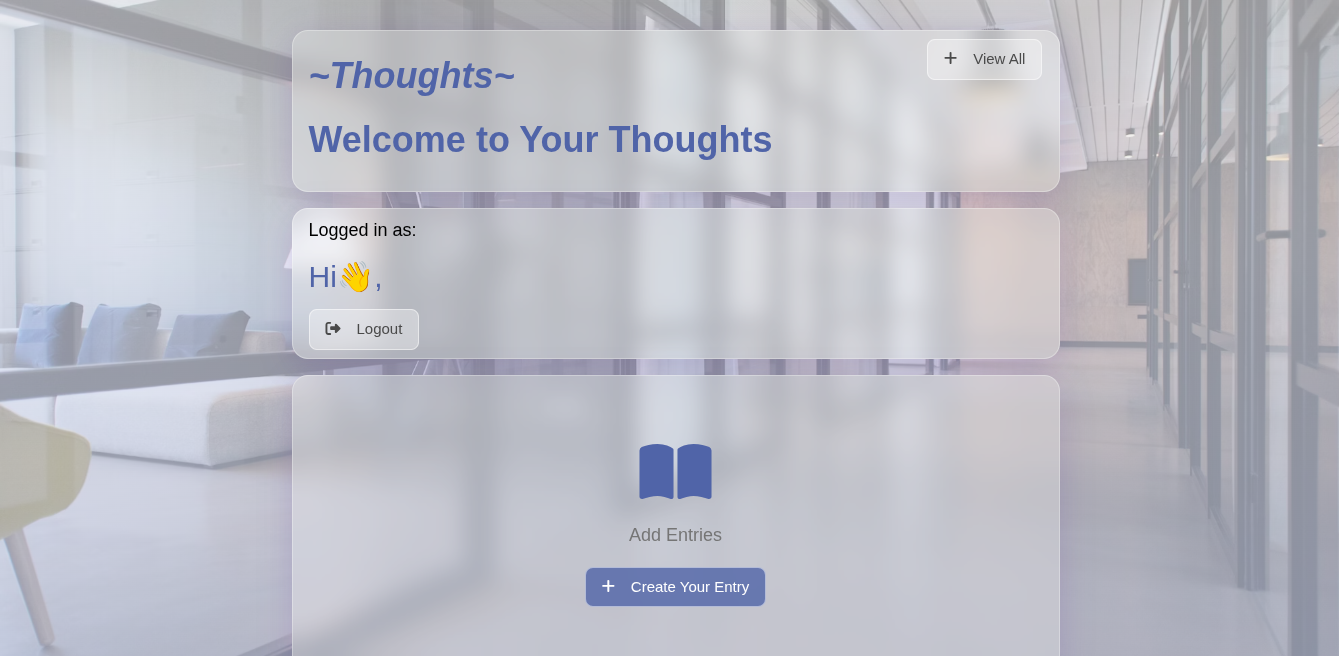 ~Thoughts~
View All
Welcome to Your Thoughts
Logged in as:
Hi👋,
Logout
Add Entries
Create Your Entry